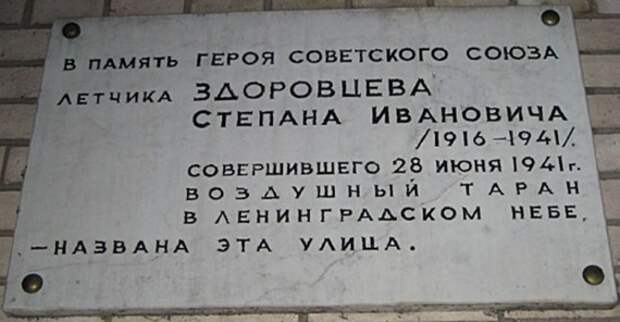 В ПАМЯТЬ ГЕРОЯ СОВЕТСКОГО СОЮЗА
ЛЕТЧИКА ЗДОРОВЦЕВА
СТЕПАНА ИВАНОВИЧА
/1916-1941/.
СОВЕРШИВШЕГО 28 ИЮНЯ 1941 г.
ВОЗДУШНЫЙ ТАРАН
В ЛЕНИНГРАДСКОМ НЕБЕ,
— НАЗВАНА ЭТА УЛИЦА.